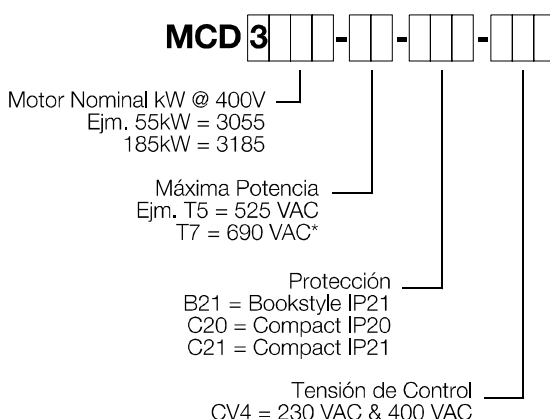 MCD 3 - - -
Motor Nominal kW @ 400V
Ejm. 55kW = 3055
185kW = 3185
Máxima Potencia
Ejm. T5 = 525 VAC
T7 = 690 VAC*
Protección
B21 = Bookstyle IP21
C20 = Compact IP20
C21 = Compact IP21
Tensión de Control
CV4 = 230 VAC & 400 VAC